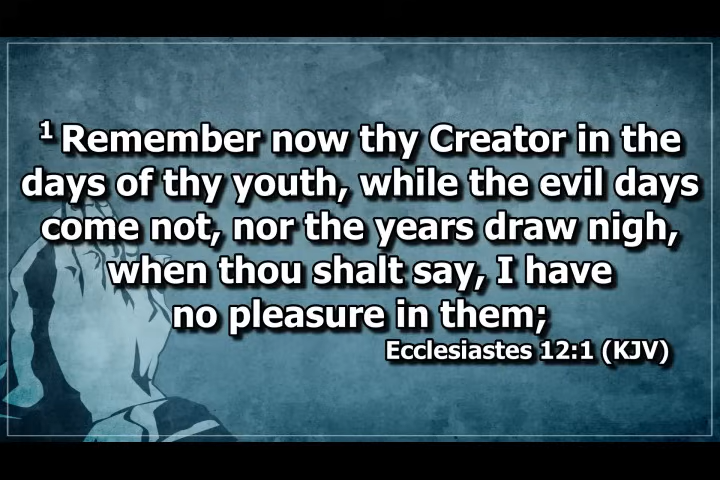 1 Remember now thy Creator in the
days of thy youth, while the evil days
come not, nor the years draw nigh,
when thou shalt say, I have
no pleasure in them;
Ecclesiastes 12:1 (KJV)